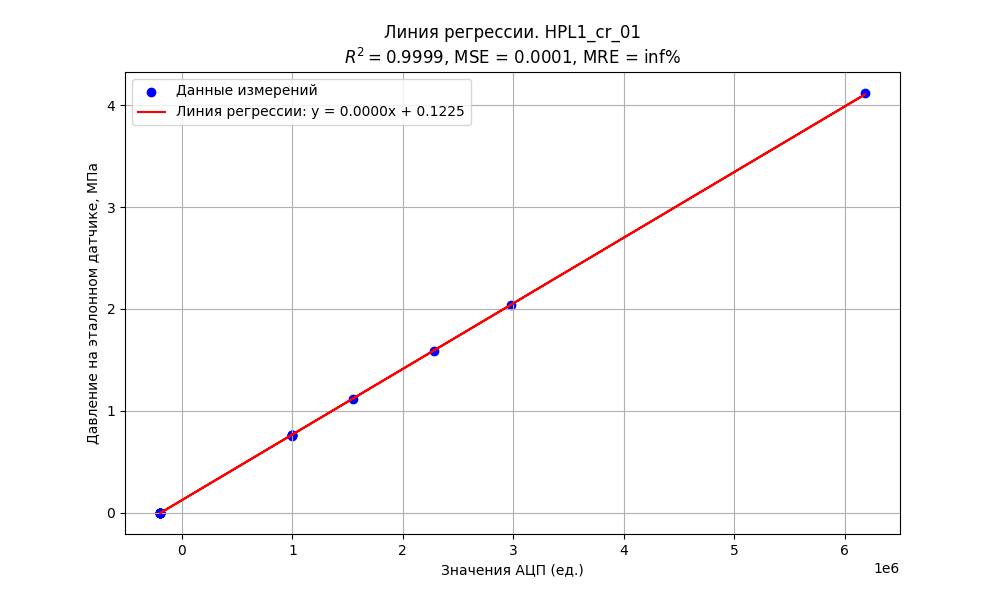 Линия регрессии. HPL1_cr_01
R² = 0.9999, MSE = 0.0001, MRE = inf%
Данные измерений
Линия регрессии: y = 0.0000x + 0.1225
Давление на эталонном датчике, МПа
4
3
2
1
0
0 1 2 3 4 5 6
1e6
Значения АЦП (ед.)